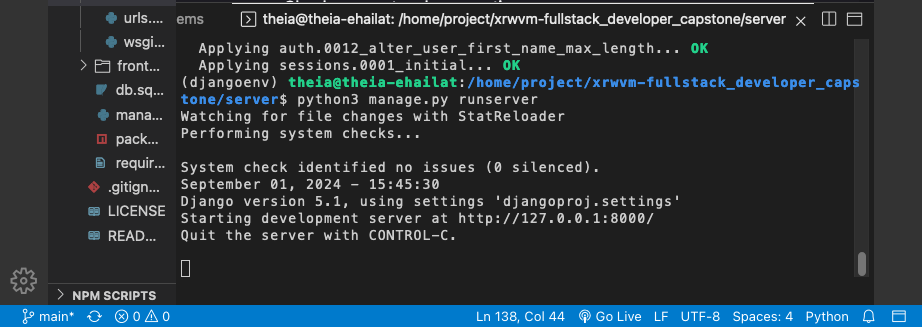 urls....
ems
theia@theia-ehailat: /home/project/xrwvm-fullstack_developer_capstone/server
wsgi...
front...
db.sq...
mana...
pack...
requir...
.gitign...
LICENSE
READ...
NPM SCRIPTS
Applying auth.0012_alter_user_first_name_max_length... OK
Applying sessions.0001_initial... OK
(djangoenv) theia@theia-ehailat:/home/project/xrwvm-fullstack_developer_caps
tone/server$ python3 manage.py runserver
Watching for file changes with StatReloader
Performing system checks...
System check identified no issues (0 silenced).
September 01, 2024 - 15:45:30
Django version 5.1, using settings 'djangoproj.settings'
Starting development server at http://127.0.0.1:8000/
Quit the server with CONTROL-C.
main* 0 0 Ln 138, Col 44 Go Live LF UTF-8 Spaces: 4 Python